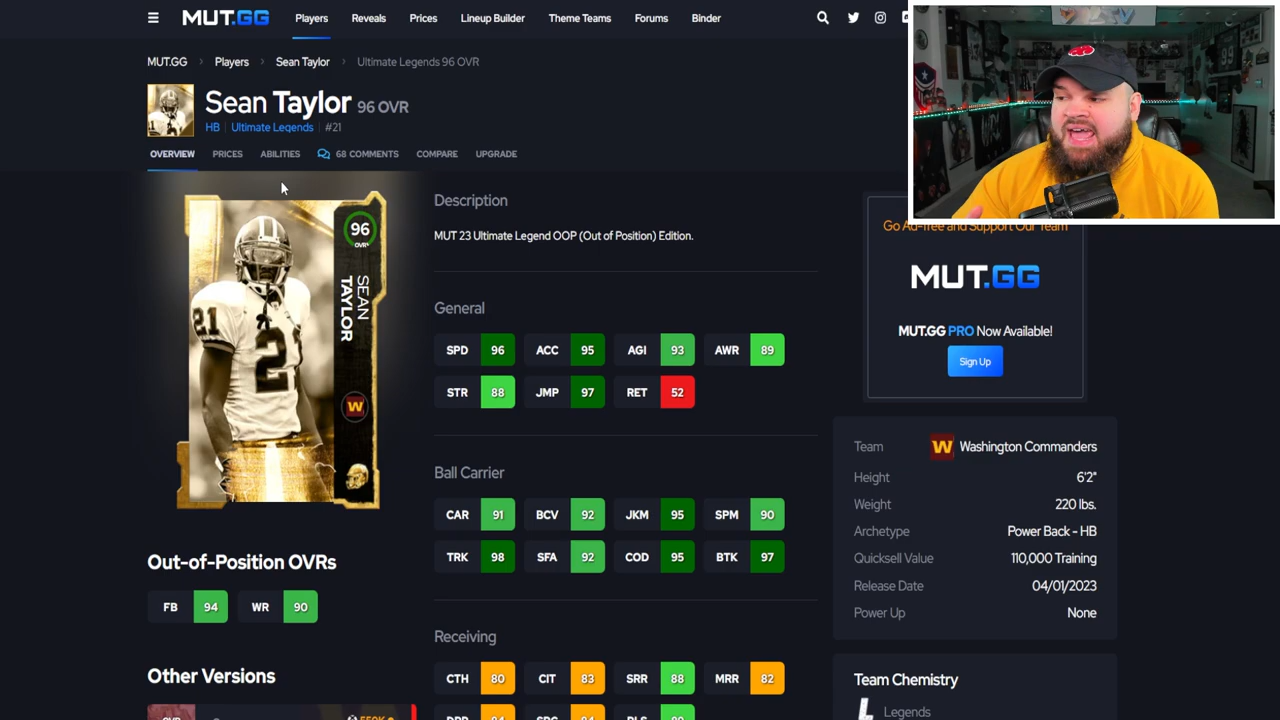 MUT.GG
Players
Reveals
Prices
Lineup Builder
Theme Teams
Forums
Binder
MUT.GG > Players > Sean Taylor > Ultimate Legends 96 OVR
Sean Taylor 96 OVR
HB Ultimate Legends #21
OVERVIEW
PRICES
ABILITIES
68 COMMENTS
COMPARE
UPGRADE
96
OVR
SEAN
TAYLOR
21
2
W
Description
MUT 23 Ultimate Legend OOP (Out of Position) Edition.
General
SPD 96 ACC 95 AGI 93 AWR 89
STR 88 JMP 97 RET 52
Ball Carrier
CAR 91 BCV 92 JKM 95 SPM 90
TRK 98 SFA 92 COD 95 BTK 97
Receiving
CTH 80 CIT 83 SRR 88 MRR 82
Out-of-Position OVRs
FB 94 WR 90
Other Versions
Go Ad-free and Support Our Team
MUT.GG
MUT.GG PRO Now Available!
Sign Up
Team W Washington Commanders
Height 6'2"
Weight 220 lbs.
Archetype Power Back - HB
Quicksell Value 110,000 Training
Release Date 04/01/2023
Power Up None
Team Chemistry
L Legends